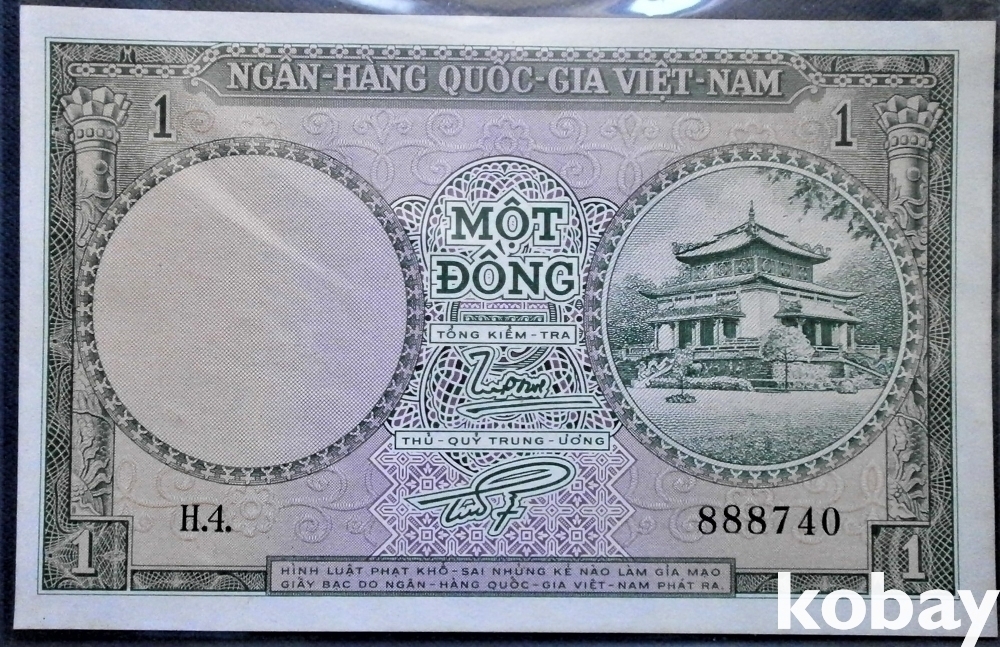 NGÂN-HÀNG QUỐC-GIA VIỆT-NAM
1
1
MỘT
ĐỒNG
TỔNG KIỂM-TRA
THỦ-QUỸ TRUNG-ƯƠNG
H.4.
888740
1
1
HÌNH LUẬT PHẠT KHỔ-SAI NHỮNG KẺ NÀO LÀM GIẢ MẠO
GIẤY BẠC DO NGÂN-HÀNG QUỐC-GIA VIỆT-NAM PHÁT RA.
kobay